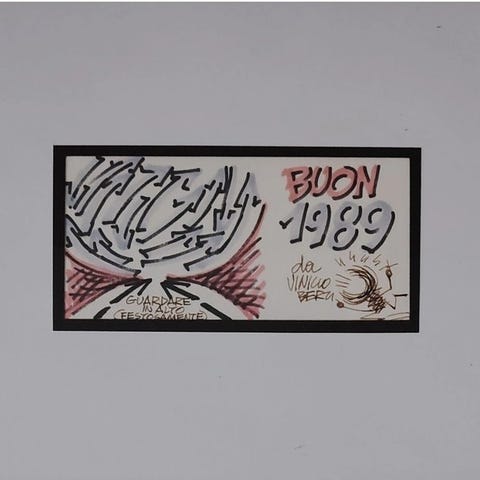 BUON
1989
da
VINICIO
BERTI
GUARDARE
IN ALTO
(FESTOSAMENTE)